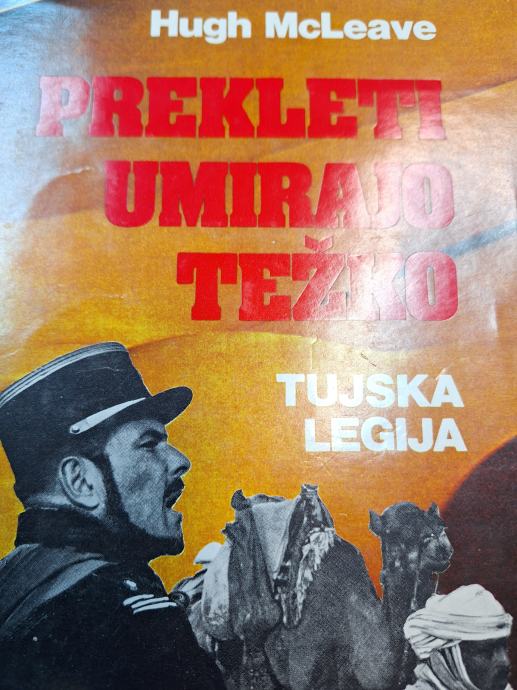 Hugh McLeave
PREKLETI
UMIRAJO
TEŽKO
TUJSKA
LEGIJA